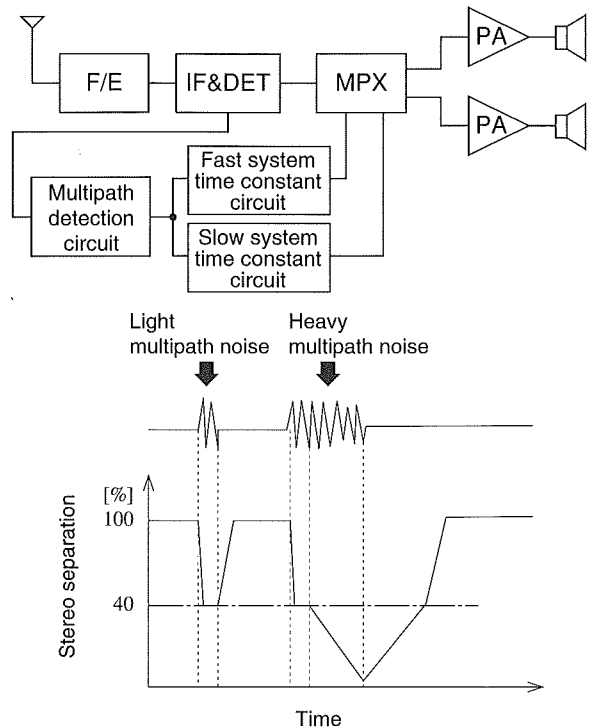 F/E
IF&DET
MPX
PA
PA
Multipath
detection
circuit
Fast system
time constant
circuit
Slow system
time constant
circuit
Light
multipath noise
Heavy
multipath noise
Stereo separation
[%]
100
40
Time